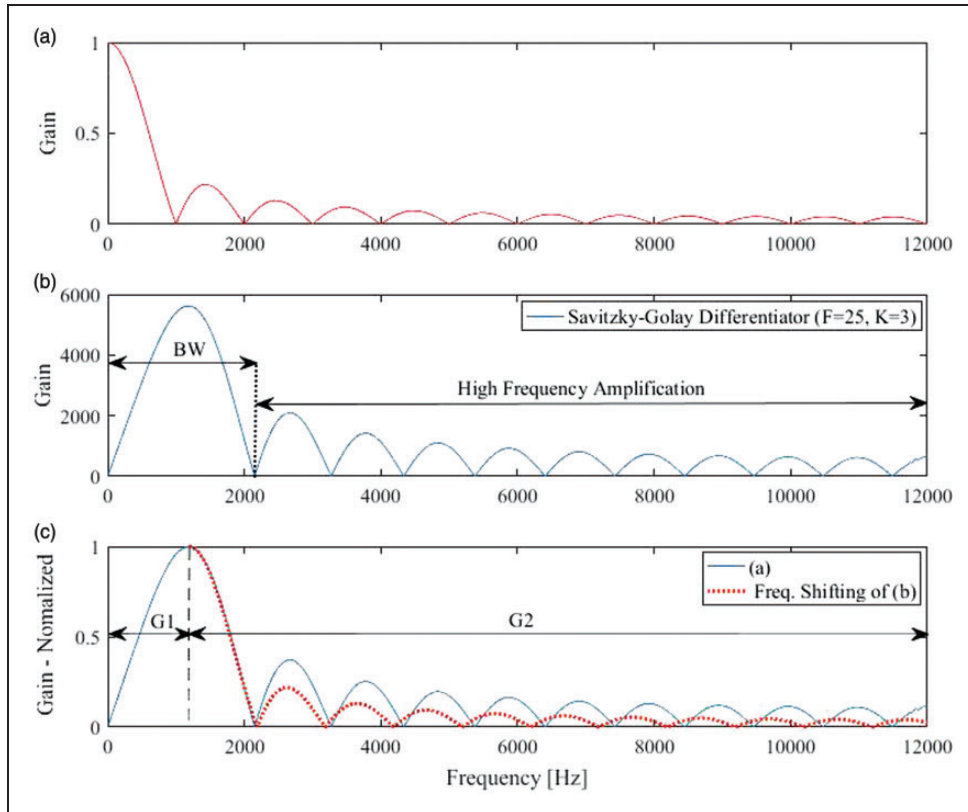 (a)
1
0.5
0
Gain
0 2000 4000 6000 8000 10000 12000
(b)
6000
4000
2000
0
Gain
Savitzky-Golay Differentiator (F=25, K=3)
BW
High Frequency Amplification
0 2000 4000 6000 8000 10000 12000
(c)
1
0.5
0
Gain - Nomalized
(a)
Freq. Shifting of (b)
G1
G2
0 2000 4000 6000 8000 10000 12000
Frequency [Hz]